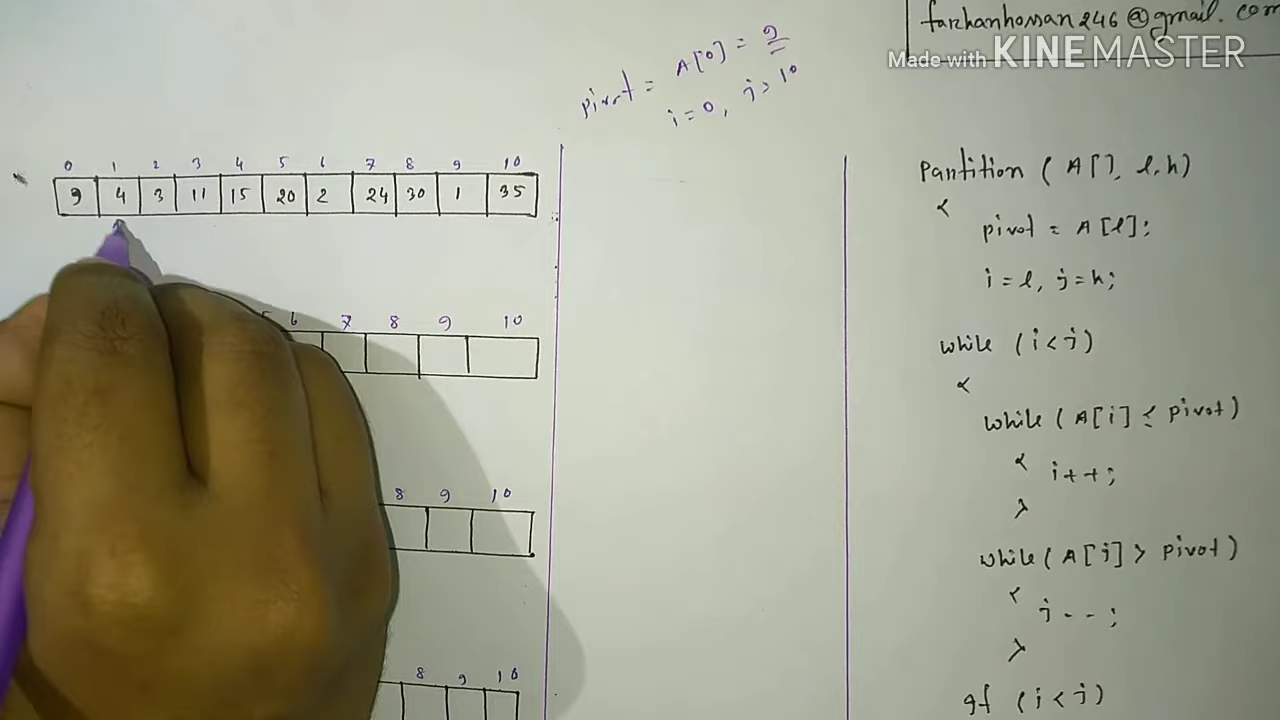 farhanhossan246@gmail.com
Made with KINEMASTER
pivot = A[0] = 9
i=0, j=10
0 1 2 3 4 5 6 7 8 9 10
9 4 3 11 15 20 2 24 30 1 35
6 7 8 9 10
8 9 10
8 9 10
Partition ( A[], l, h)
{
pivot = A[l];
i=l, j=h;
while (i<j)
{
while ( A[i] ≤ pivot)
{ i++;
}
while ( A[j] > pivot)
{
j--;
}
if (i<j)